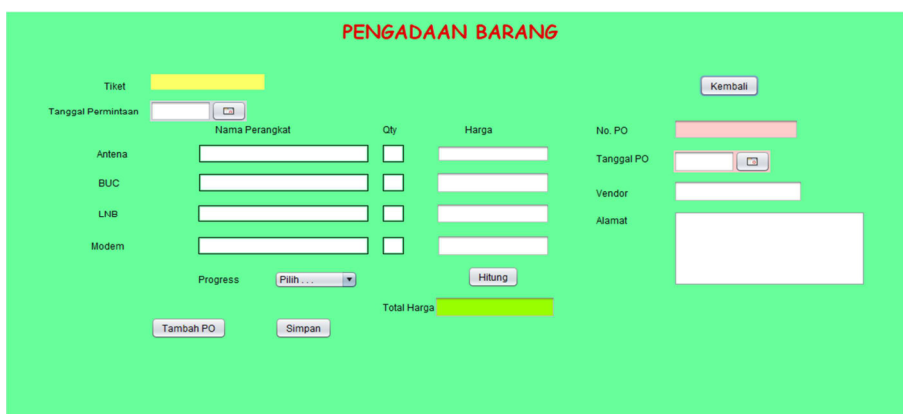 PENGADAAN BARANG
Tiket
Kembali
Tanggal Permintaan
Nama Perangkat Qty Harga
No. PO
Antena
Tanggal PO
BUC
Vendor
LNB
Alamat
Modem
Progress Pilih . . . Hitung
Total Harga
Tambah PO Simpan